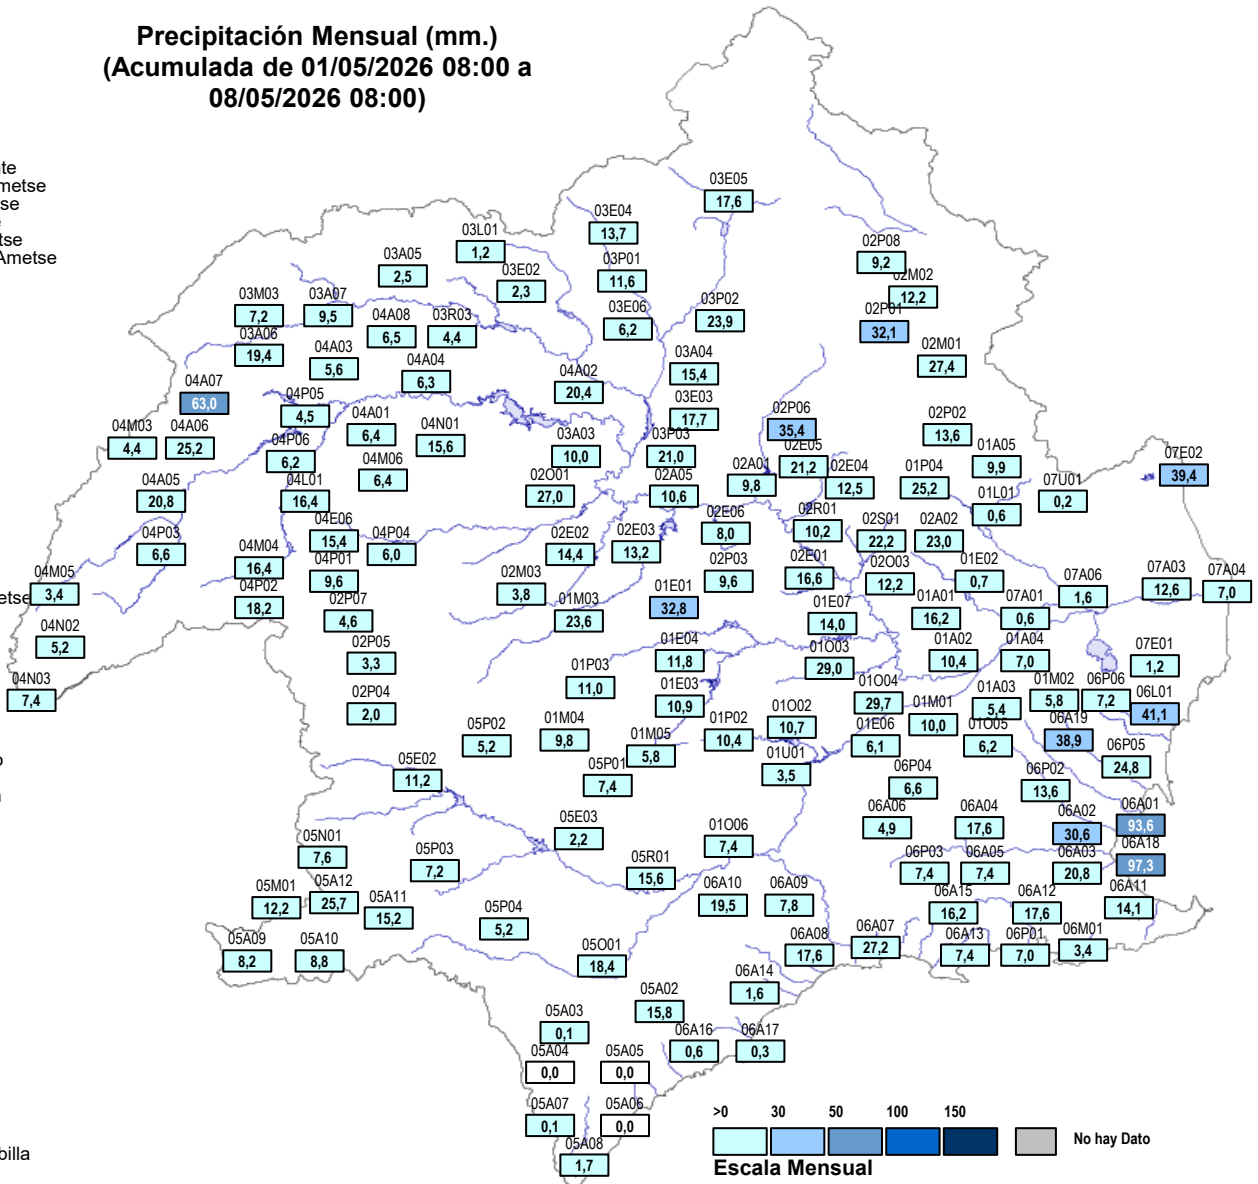 Precipitación Mensual (mm.)
(Acumulada de 01/05/2026 08:00 a
08/05/2026 08:00)
te
metse
se
tse
Ametse
03E05
17,6
03E04
13,7
03L01
1,2
02P08
9,2
03A05
2,5
03E02
2,3
03P01
11,6
02M02
12,2
03M03
7,2
03A07
9,5
03P02
23,9
02P01
32,1
04A08
6,5
03R03
4,4
03E06
6,2
03A06
19,4
04A03
5,6
04A04
6,3
03A04
15,4
02M01
27,4
04A07
63,0
04A02
20,4
04P05
4,5
03E03
17,7
04M03
4,4
04A06
25,2
04A01
6,4
04N01
15,6
02P06
35,4
02P02
13,6
04P06
6,2
03A03
10,0
03P03
21,0
02E05
21,2
01A05
9,9
07E02
39,4
04M06
6,4
04A05
20,8
04L01
16,4
02O01
27,0
02A05
10,6
02A01
9,8
02E04
12,5
01P04
25,2
07U01
0,2
01L01
0,6
04E06
15,4
04P03
6,6
04P04
6,0
02E02
14,4
02E03
13,2
02E06
8,0
02R01
10,2
02S01
22,2
02A02
23,0
04M04
16,4
04P01
9,6
02P03
9,6
02E01
16,6
02O03
12,2
01E02
0,7
04M05
3,4
02M03
3,8
07A06
1,6
07A03
12,6
07A04
7,0
etse
04P02
18,2
02P07
4,6
01M03
23,6
01E01
32,8
01E07
14,0
01A01
16,2
07A01
0,6
04N02
5,2
02P05
3,3
01E04
11,8
01O03
29,0
01A02
10,4
01A04
7,0
07E01
1,2
04N03
7,4
01P03
11,0
01E03
10,9
01O04
29,7
01A03
5,4
01M02
5,8
06P06
7,2
06L01
41,1
02P04
2,0
05P02
5,2
01M04
9,8
01P02
10,4
01O02
10,7
01M01
10,0
01E06
6,1
01O05
6,2
06A19
38,9
01M05
5,8
06P05
24,8
05E02
11,2
05P01
7,4
01U01
3,5
06P04
6,6
06P02
13,6
06A06
4,9
06A04
17,6
06A02
30,6
06A01
93,6
05E03
2,2
01O06
7,4
05N01
7,6
05P03
7,2
05R01
15,6
06P03
7,4
06A05
7,4
06A03
20,8
06A18
97,3
05M01
12,2
05A12
25,7
05A11
15,2
06A10
19,5
06A09
7,8
06A15
16,2
06A12
17,6
06A11
14,1
05P04
5,2
05A09
8,2
05A10
8,8
05O01
18,4
06A08
17,6
06A07
27,2
06A13
7,4
06P01
7,0
06M01
3,4
06A14
1,6
05A02
15,8
05A03
0,1
06A16
0,6
06A17
0,3
05A04
0,0
05A05
0,0
05A07
0,1
05A06
0,0
05A08
1,7
billa
>0 30 50 100 150
No hay Dato
Escala Mensual